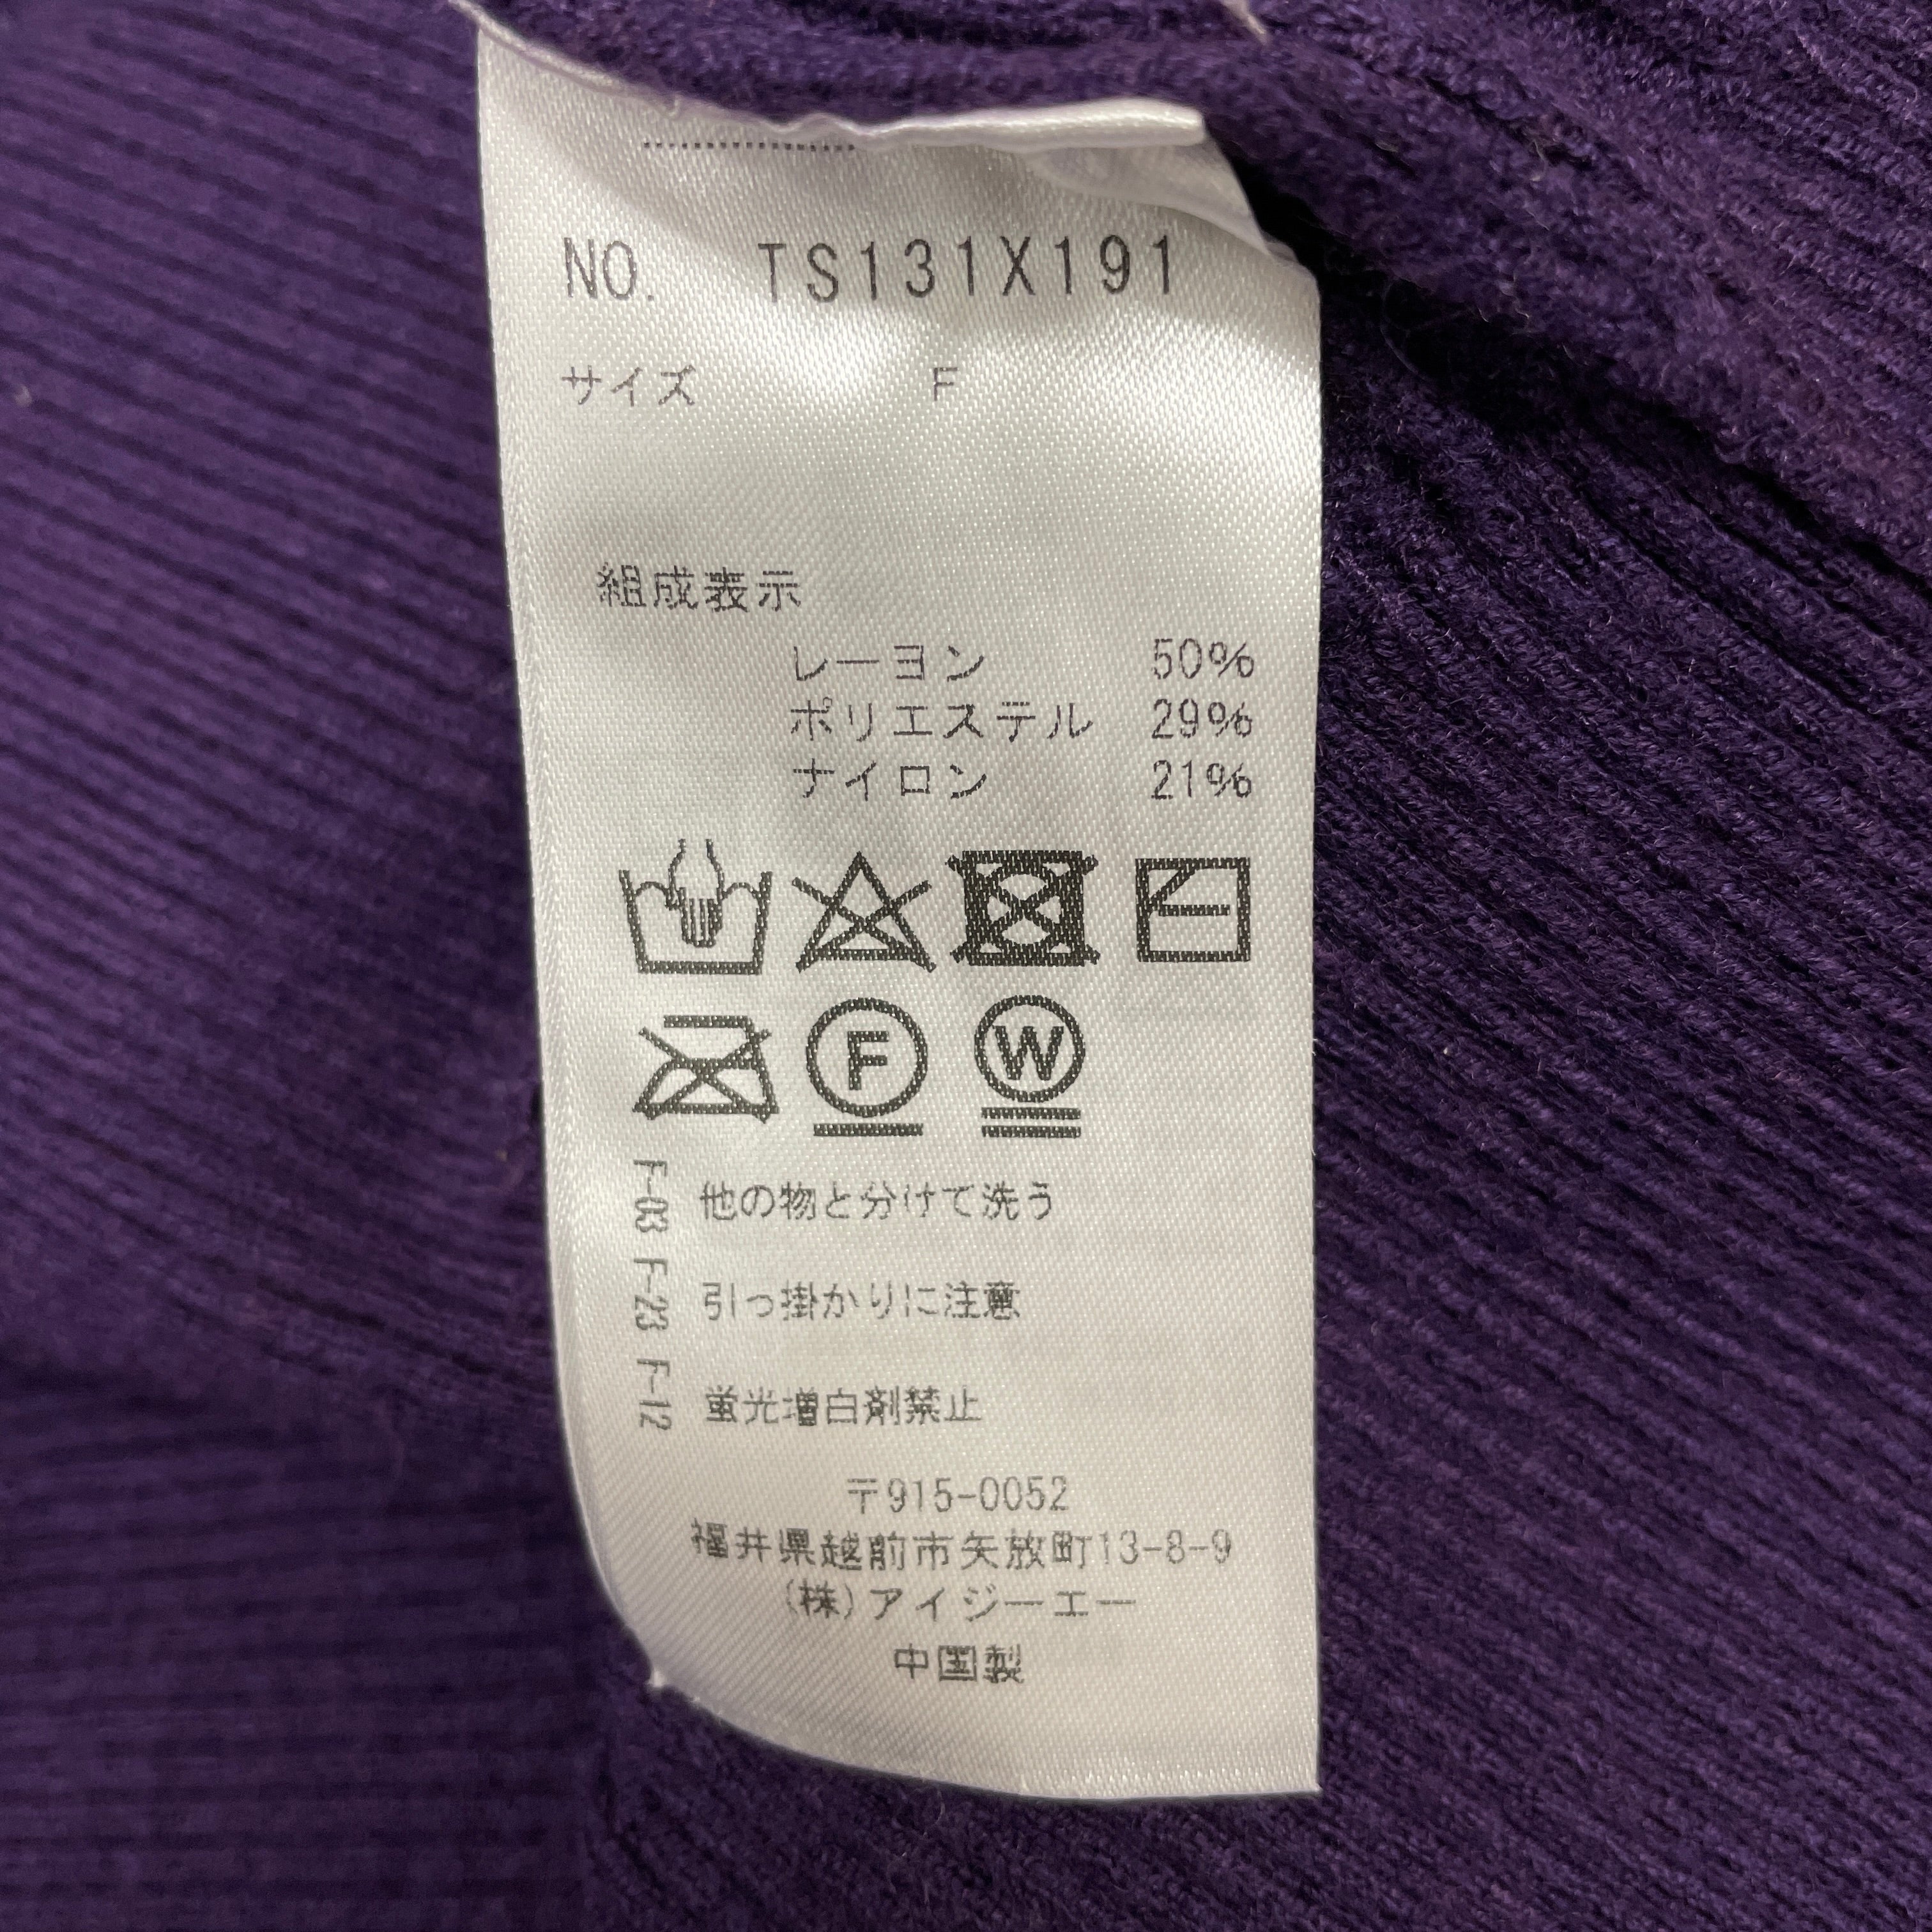 NO. TS131X191
サイズ F
組成表示
レーヨン 50%
ポリエステル 29%
ナイロン 21%
F
W
F-03 他の物と分けて洗う
F-23 引っ掛かりに注意
F-12 蛍光増白剤禁止
〒915-0052
福井県越前市矢放町13-8-9
(株)アイジーエー
中国製